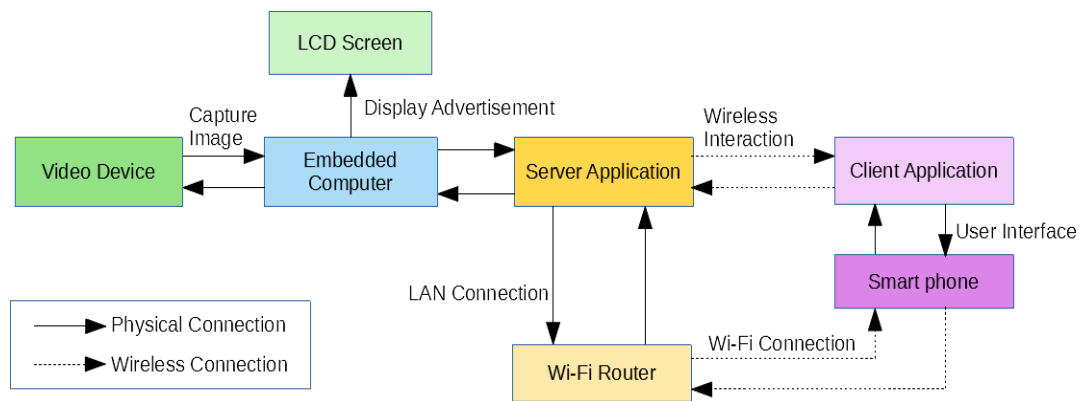 LCD Screen
Capture
Image
Display Advertisement
Wireless
Interaction
Video Device
Embedded
Computer
Server Application
Client Application
User Interface
Smart phone
LAN Connection
Physical Connection
Wireless Connection
Wi-Fi Connection
Wi-Fi Router